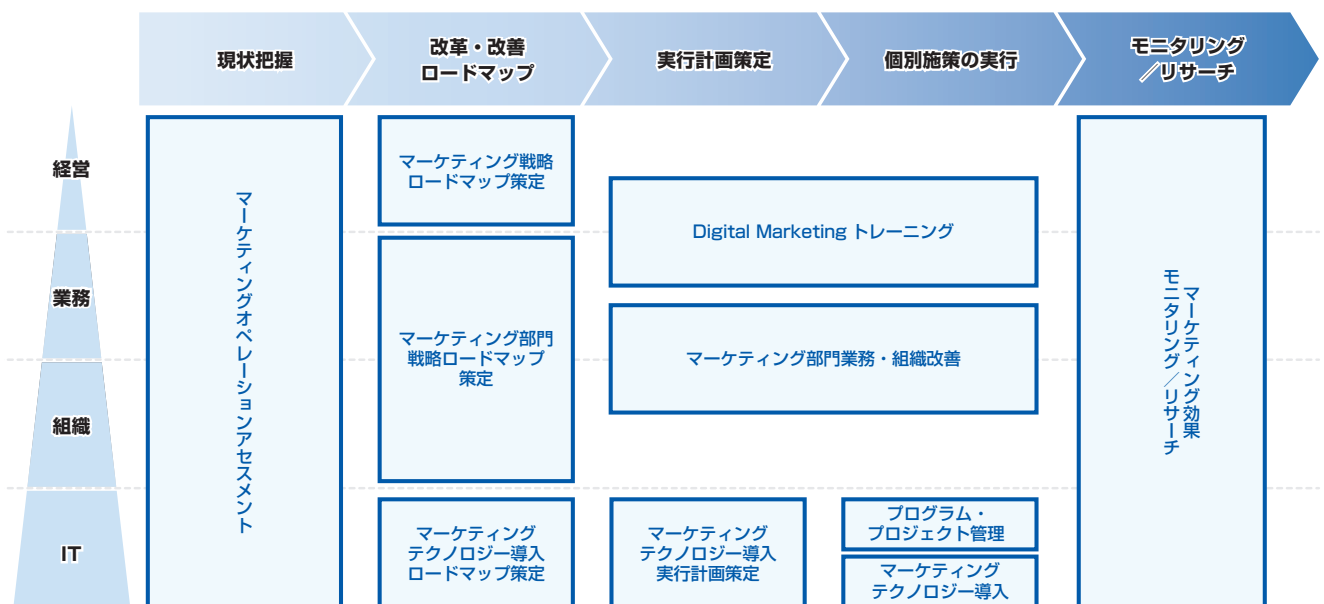 現状把握
改革・改善
ロードマップ
実行計画策定
個別施策の実行
モニタリング
／リサーチ
経営
業務
組織
IT
マーケティングオペレーションアセスメント
マーケティング戦略
ロードマップ策定
マーケティング部門
戦略ロードマップ
策定
マーケティング
テクノロジー導入
ロードマップ策定
Digital Marketing トレーニング
マーケティング部門業務・組織改善
マーケティング
テクノロジー導入
実行計画策定
プログラム・
プロジェクト管理
マーケティング
テクノロジー導入
マーケティング効果
モニタリング／リサーチ